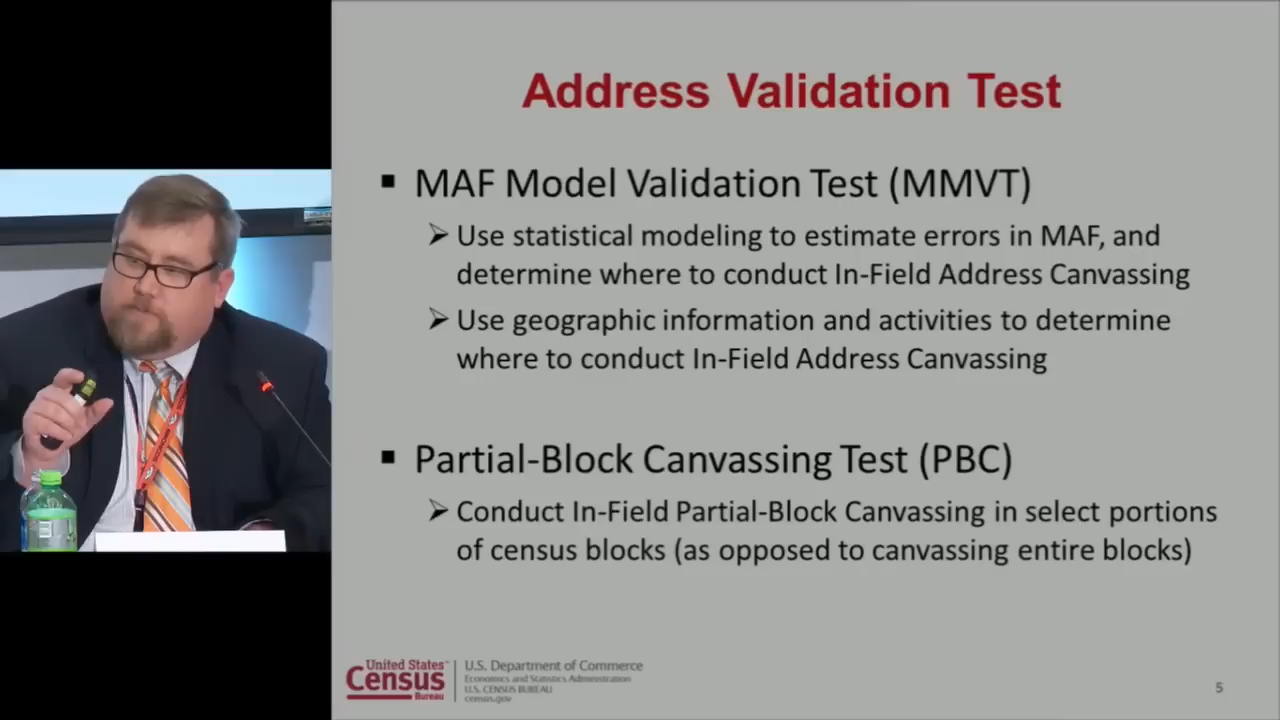 Address Validation Test
▪ MAF Model Validation Test (MMVT)
➢ Use statistical modeling to estimate errors in MAF, and
determine where to conduct In-Field Address Canvassing
➢ Use geographic information and activities to determine
where to conduct In-Field Address Canvassing
▪ Partial-Block Canvassing Test (PBC)
➢ Conduct In-Field Partial-Block Canvassing in select portions
of census blocks (as opposed to canvassing entire blocks)
United States
Census
Bureau
U.S. Department of Commerce
Economics and Statistics Administration
U.S. CENSUS BUREAU
census.gov
5